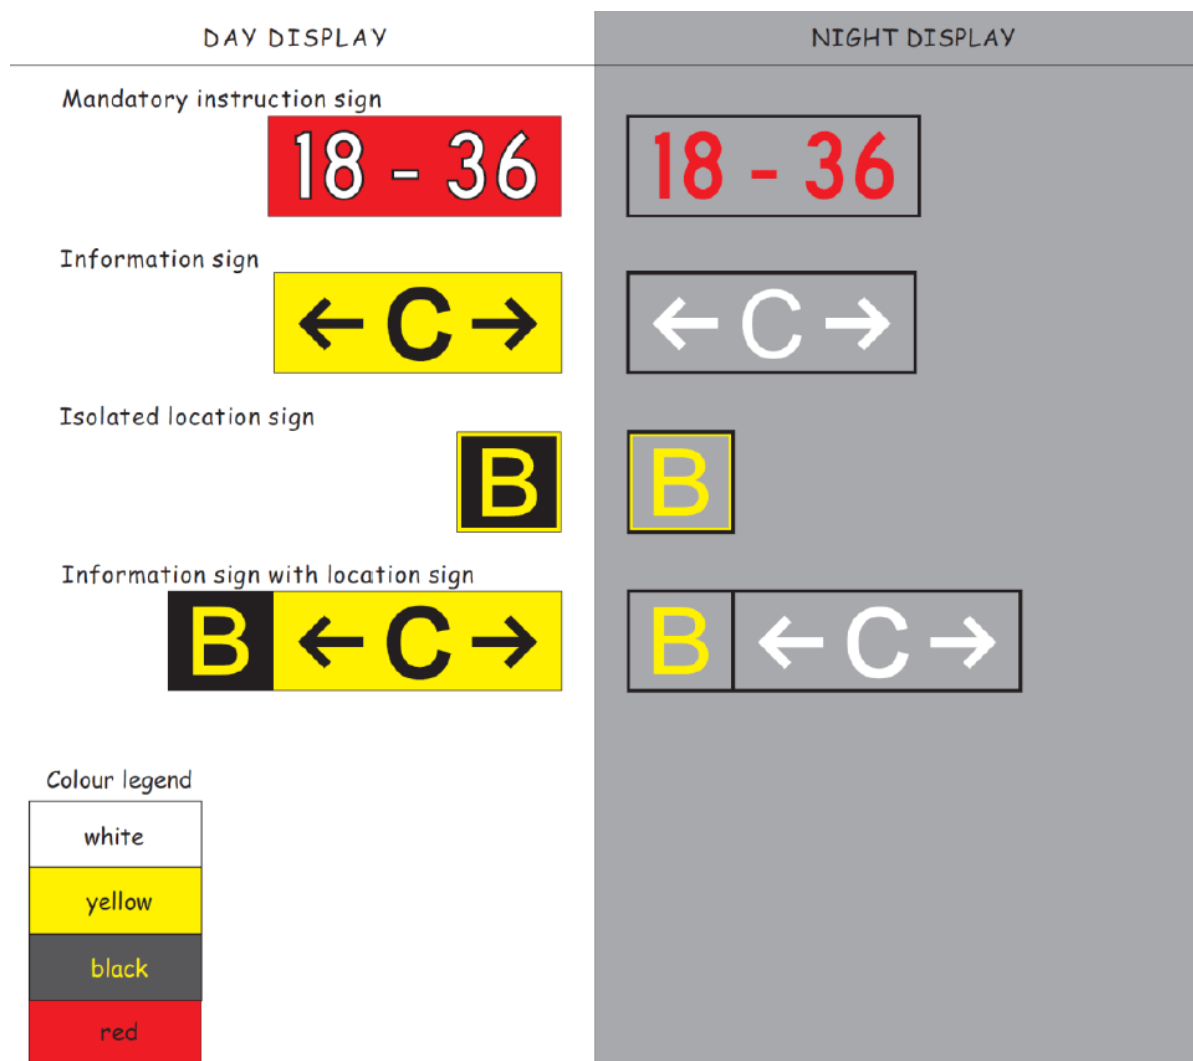 DAY DISPLAY
NIGHT DISPLAY
Mandatory instruction sign
18 - 36
18 - 36
Information sign
← C →
← C →
Isolated location sign
B
B
Information sign with location sign
B ← C →
B ← C →
Colour legend
white
yellow
black
red